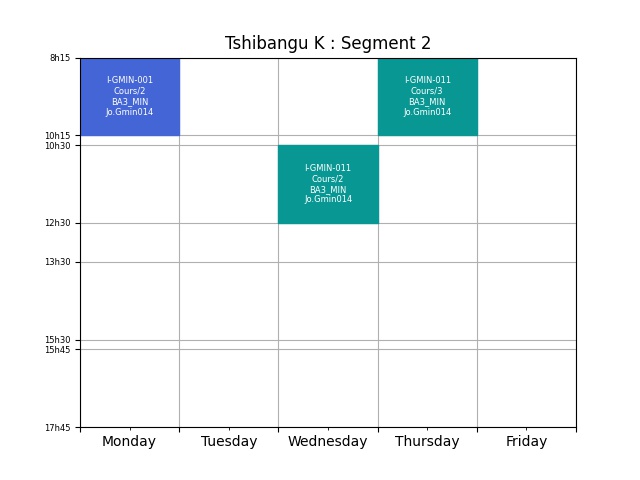 Tshibangu K : Segment 2
8h15
I-GMIN-001
Cours/2
BA3_MIN
Jo.Gmin014
I-GMIN-011
Cours/3
BA3_MIN
Jo.Gmin014
10h15
10h30
I-GMIN-011
Cours/2
BA3_MIN
Jo.Gmin014
12h30
13h30
15h30
15h45
17h45
Monday
Tuesday
Wednesday
Thursday
Friday